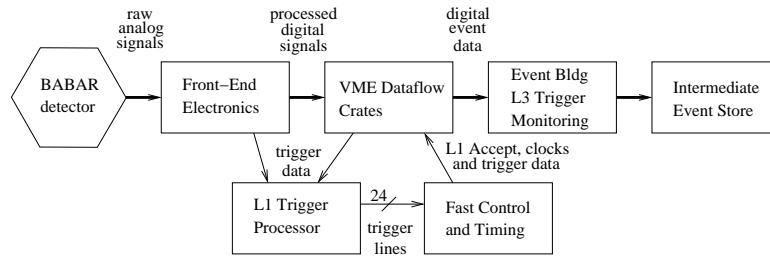 raw
analog
signals
processed
digital
signals
digital
event
data
BABAR
detector
Front−End
Electronics
VME Dataflow
Crates
Event Bldg
L3 Trigger
Monitoring
Intermediate
Event Store
trigger
data
L1 Accept, clocks
and trigger data
L1 Trigger
Processor
24
trigger
lines
Fast Control
and Timing